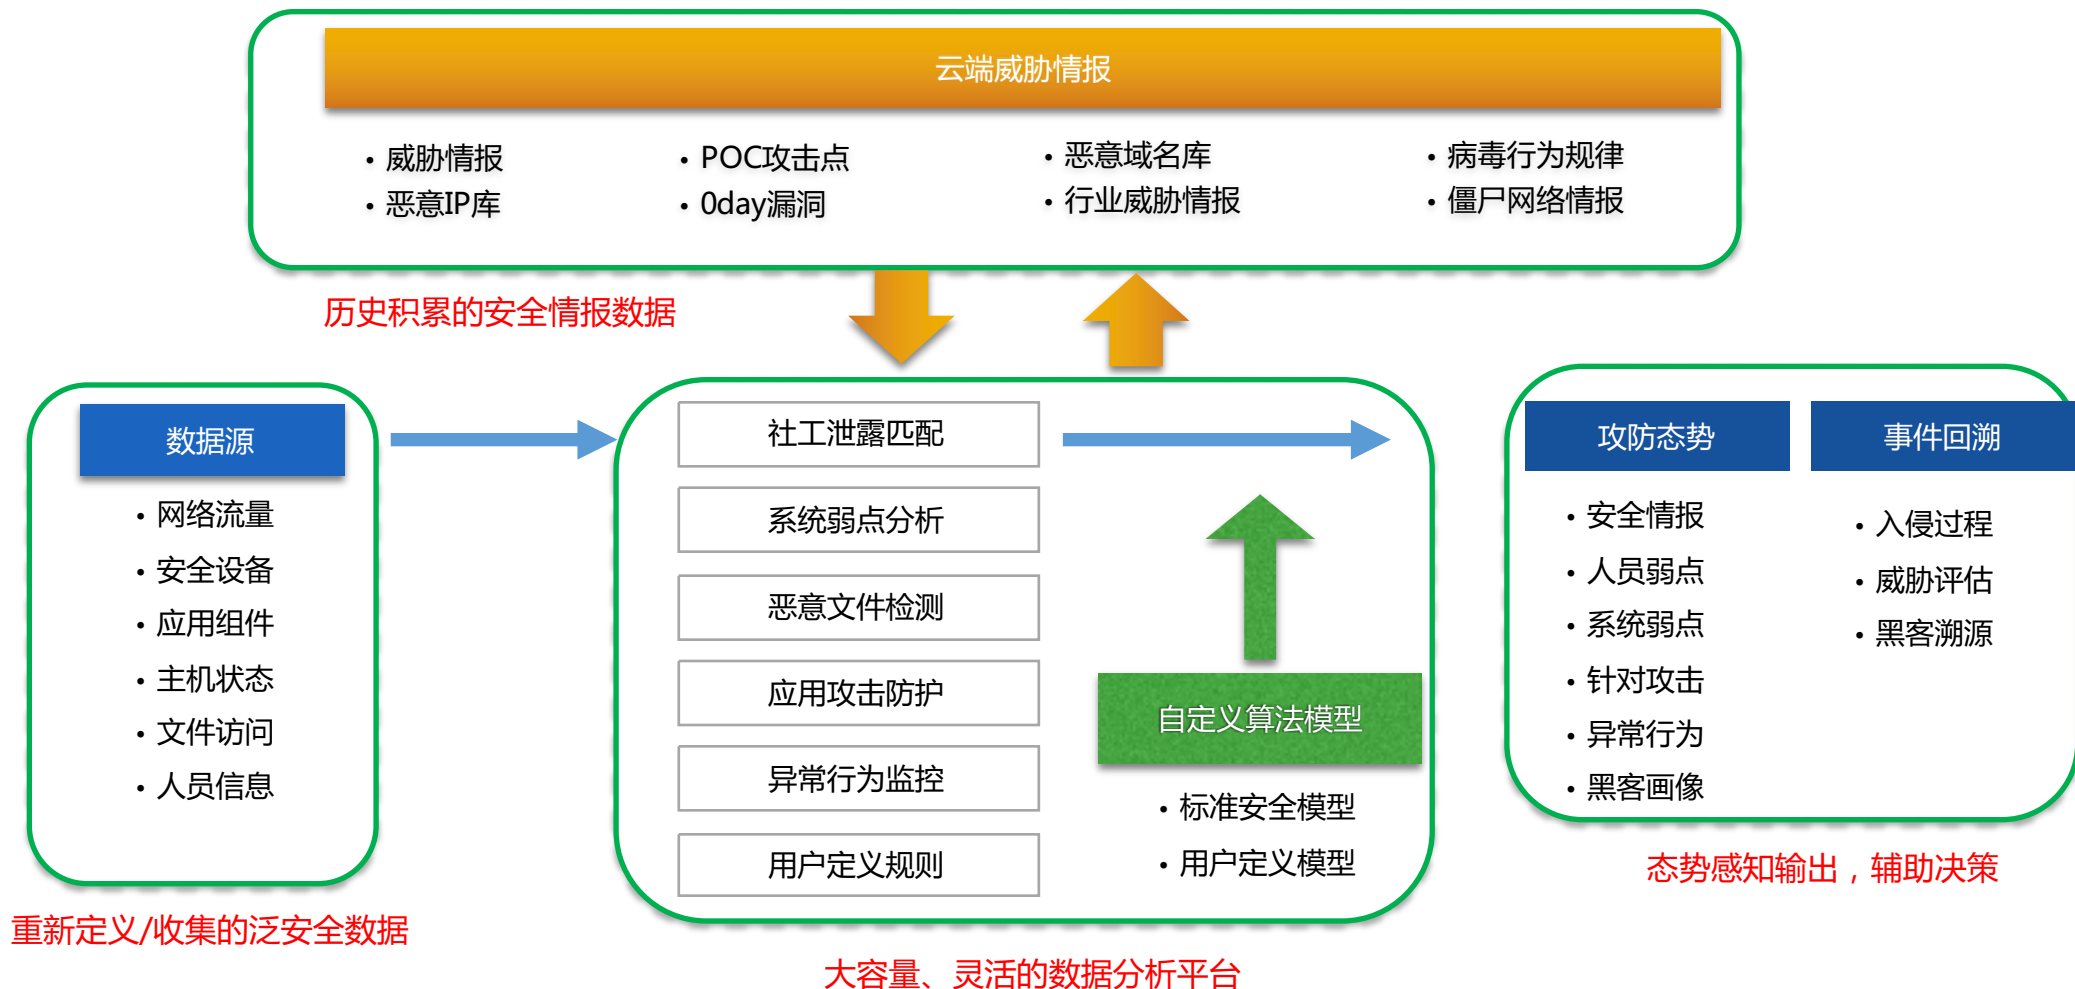 云端威胁情报
• 威胁情报
• 恶意IP库
• POC攻击点
• 0day漏洞
• 恶意域名库
• 行业威胁情报
• 病毒行为规律
• 僵尸网络情报
历史积累的安全情报数据
数据源
• 网络流量
• 安全设备
• 应用组件
• 主机状态
• 文件访问
• 人员信息
重新定义/收集的泛安全数据
社工泄露匹配
系统弱点分析
恶意文件检测
应用攻击防护
异常行为监控
用户定义规则
自定义算法模型
• 标准安全模型
• 用户定义模型
大容量、灵活的数据分析平台
攻防态势
• 安全情报
• 人员弱点
• 系统弱点
• 针对攻击
• 异常行为
• 黑客画像
事件回溯
• 入侵过程
• 威胁评估
• 黑客溯源
态势感知输出，辅助决策